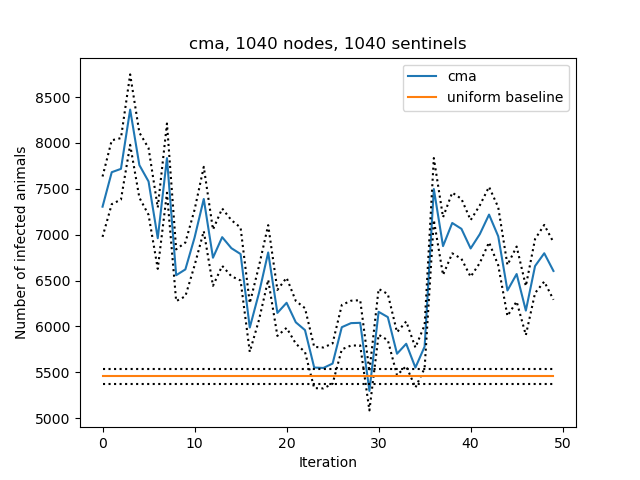 cma, 1040 nodes, 1040 sentinels
cma
uniform baseline
Number of infected animals
8500
8000
7500
7000
6500
6000
5500
5000
0 10 20 30 40 50
Iteration